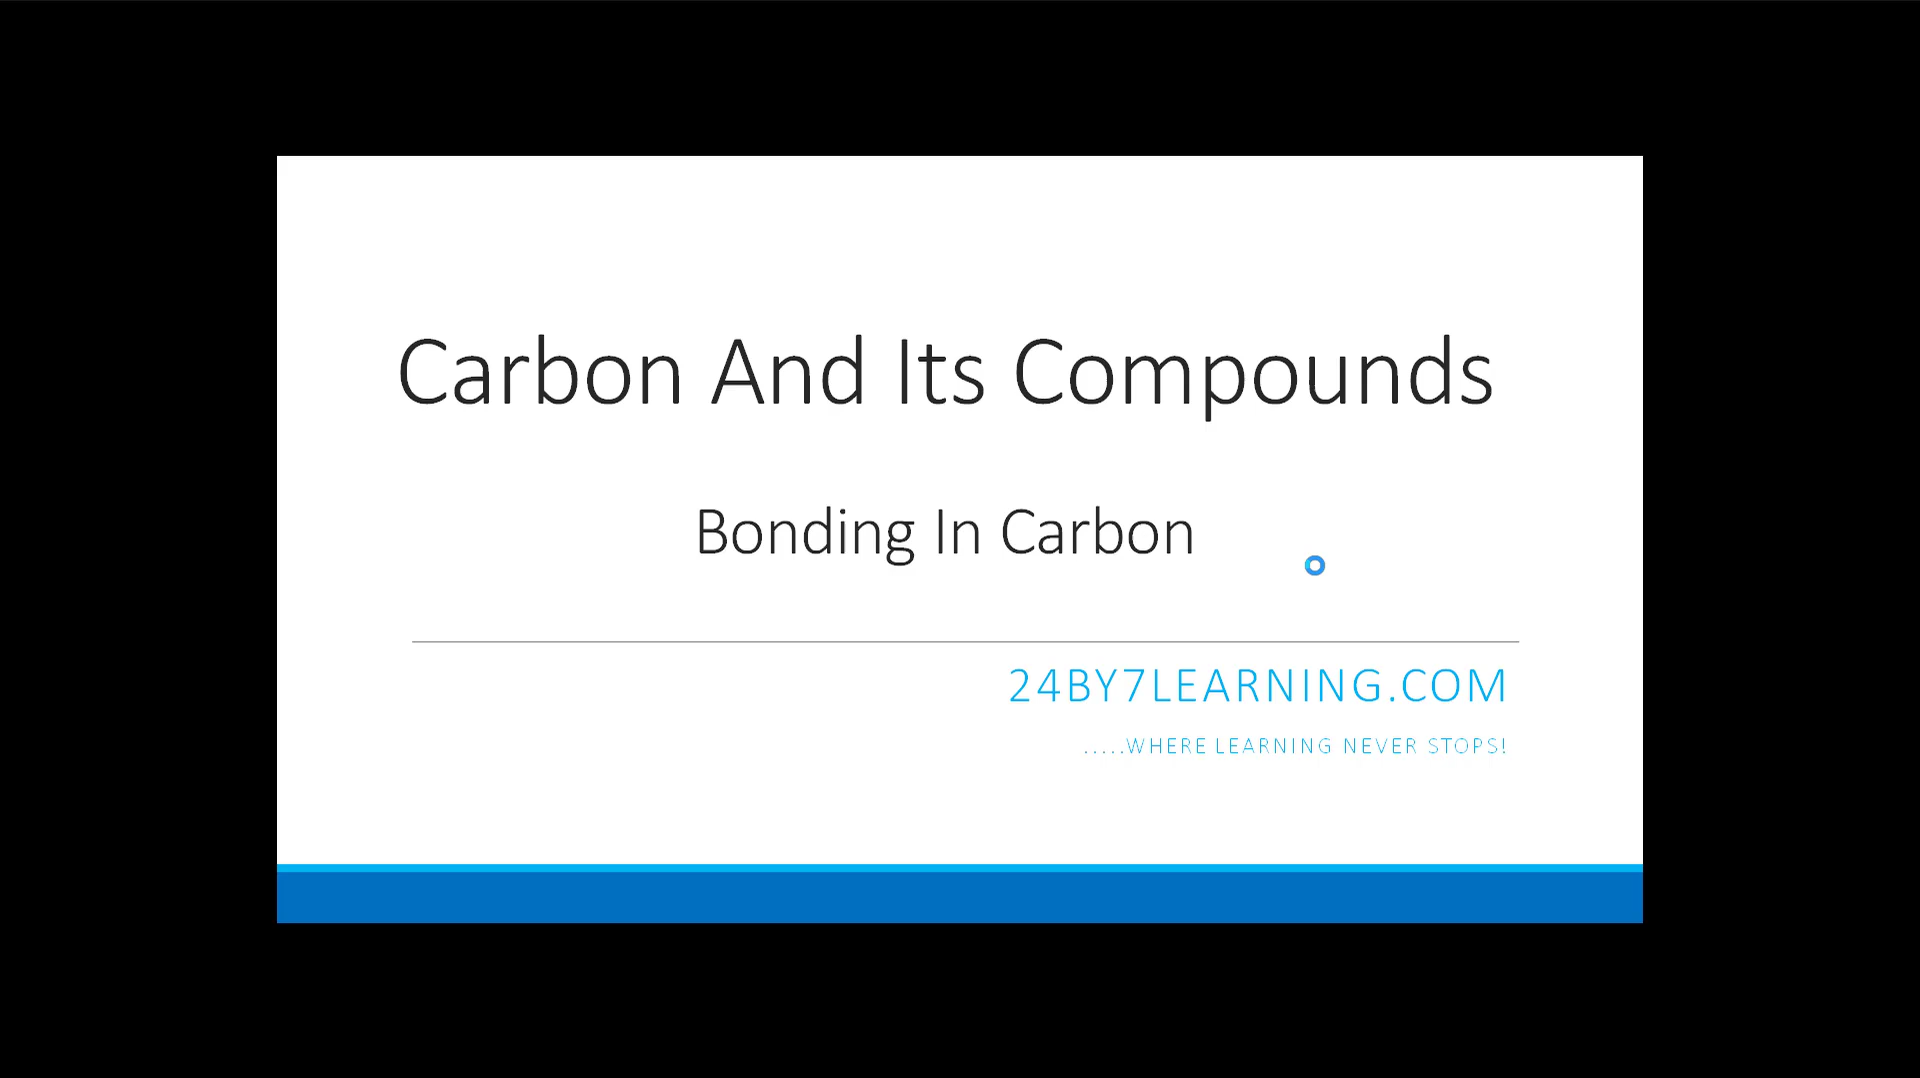 Carbon And Its Compounds
Bonding In Carbon
24BY7LEARNING.COM
.....WHERE LEARNING NEVER STOPS!